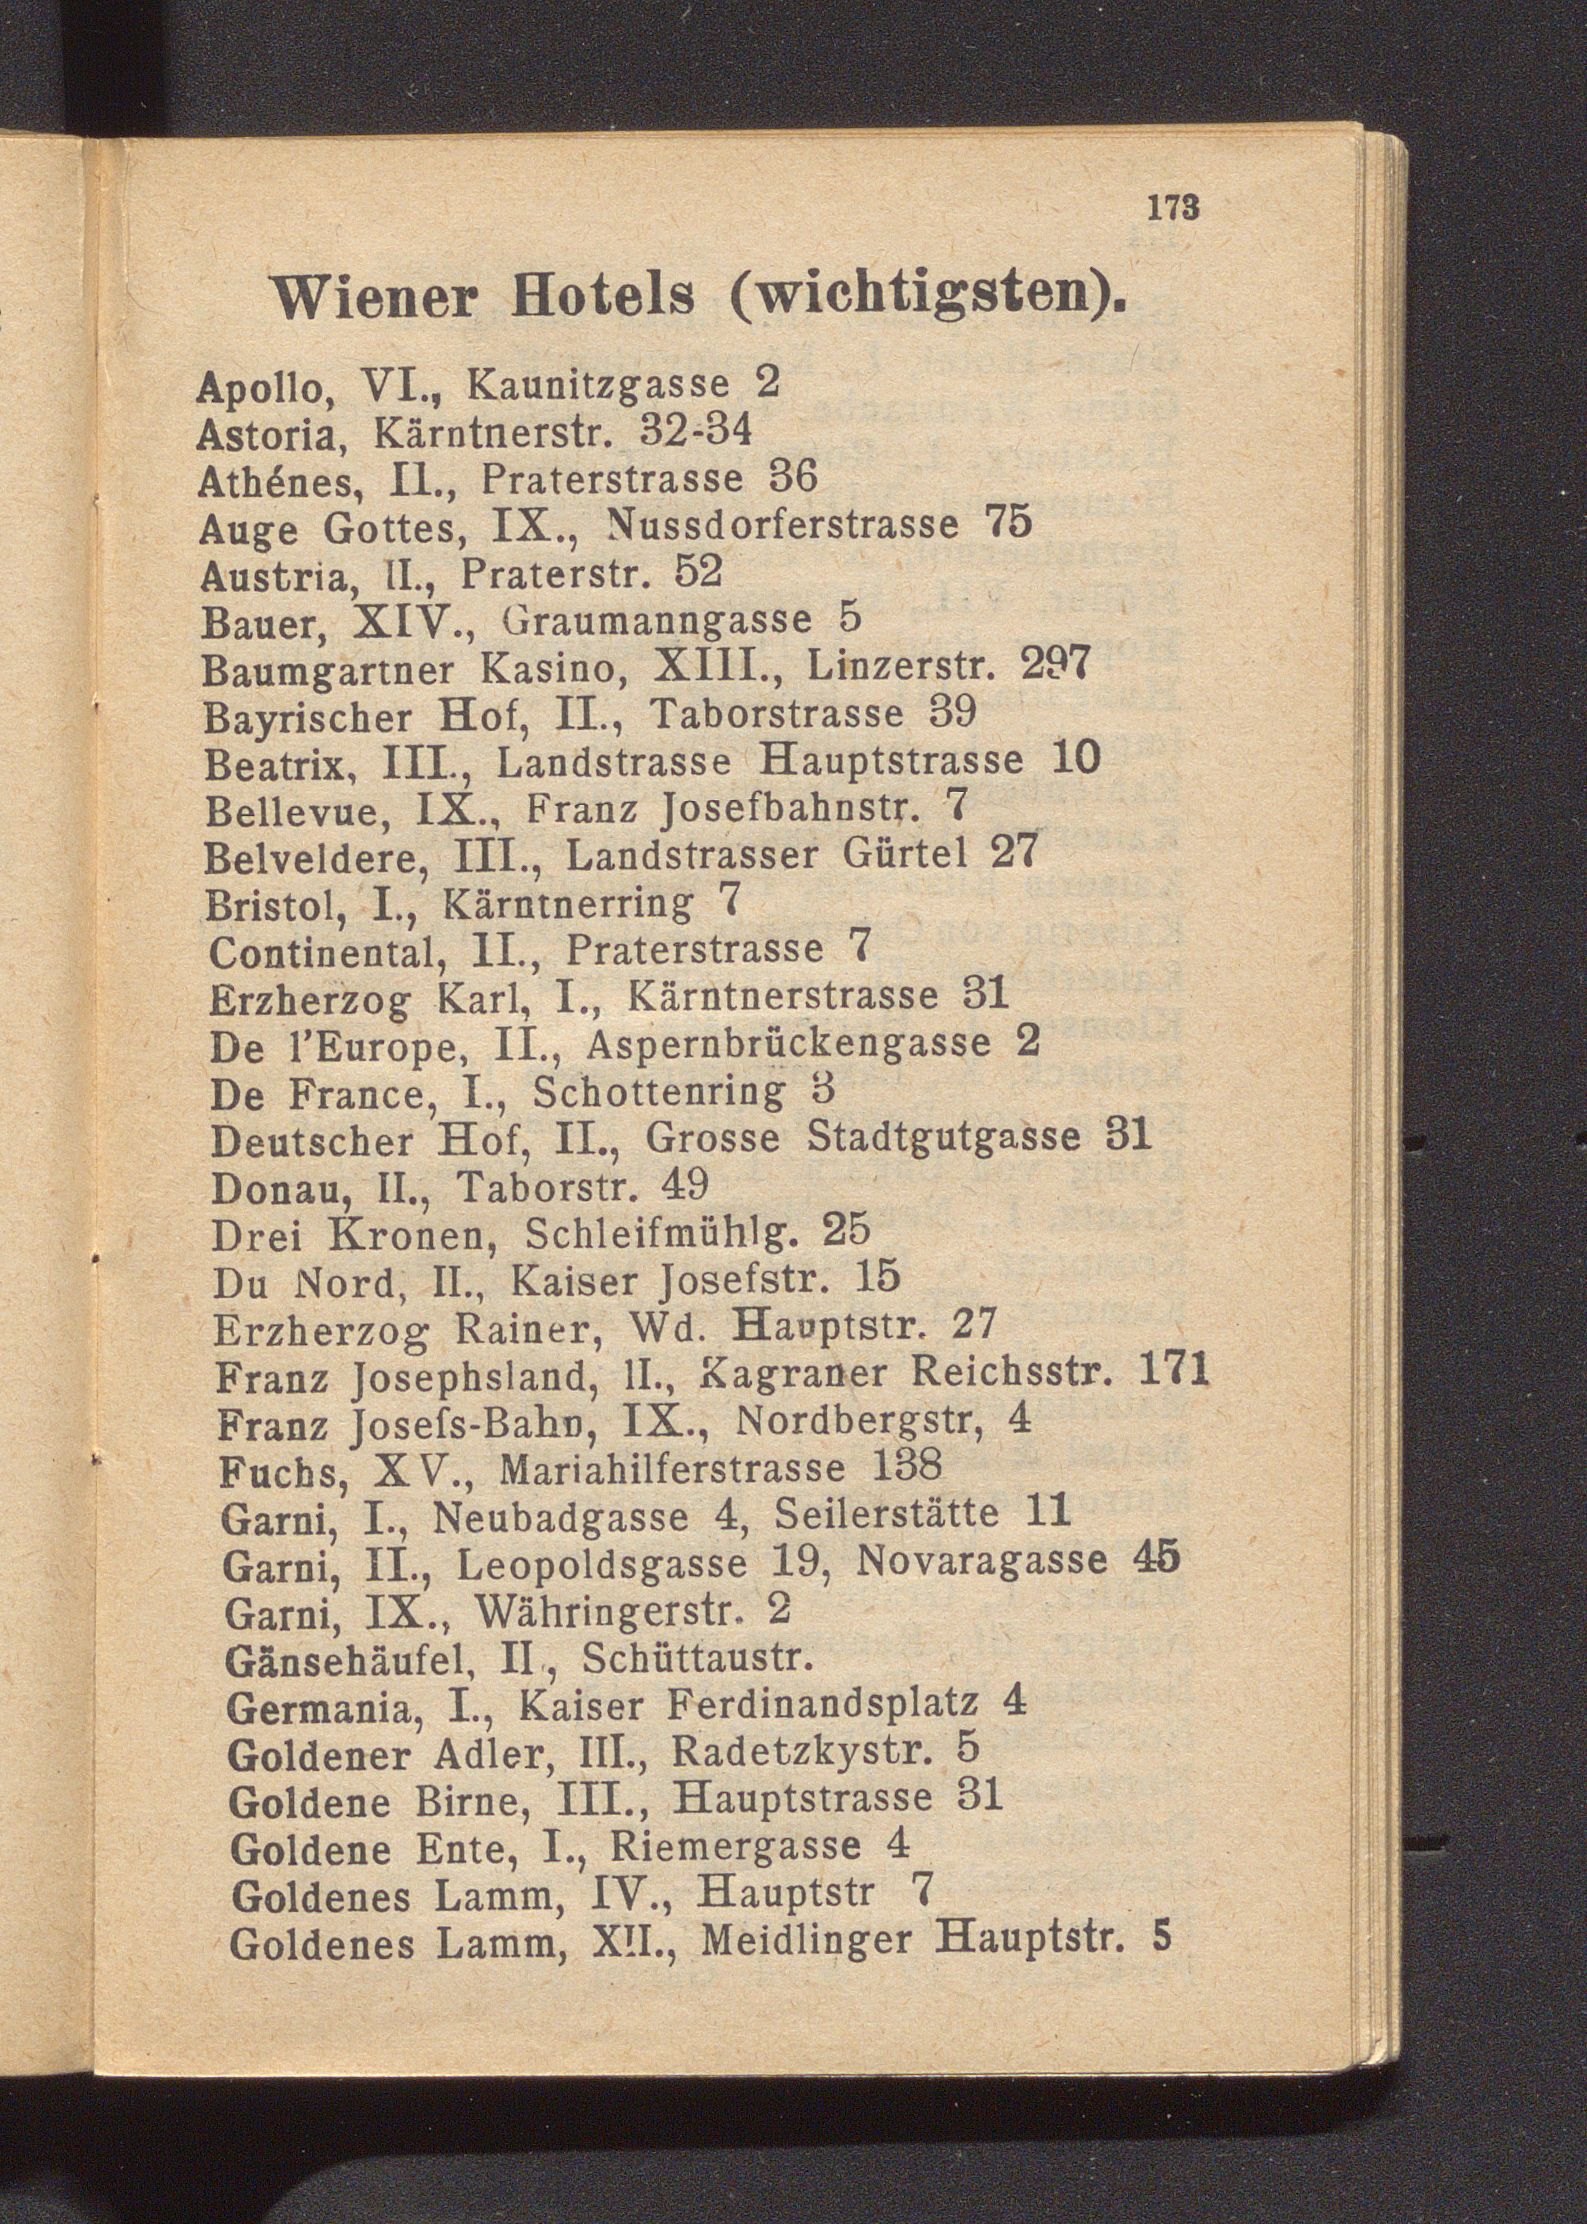 173
Wiener Hotels (wichtigsten).
Apollo, VI., Kaunitzgasse 2
Astoria, Kärntnerstr. 32-34
Athénes, II., Praterstrasse 36
Auge Gottes, IX., Nussdorferstrasse 75
Austria, II., Praterstr. 52
Bauer, XIV., Graumanngasse 5
Baumgartner Kasino, XIII., Linzerstr. 297
Bayrischer Hof, II., Taborstrasse 39
Beatrix, III., Landstrasse Hauptstrasse 10
Bellevue, IX., Franz Josefbahnstr. 7
Belveldere, III., Landstrasser Gürtel 27
Bristol, I., Kärntnerring 7
Continental, II., Praterstrasse 7
Erzherzog Karl, I., Kärntnerstrasse 31
De l'Europe, II., Aspernbrückengasse 2
De France, I., Schottenring 3
Deutscher Hof, II., Grosse Stadtgutgasse 31
Donau, II., Taborstr. 49
Drei Kronen, Schleifmühlg. 25
Du Nord, II., Kaiser Josefstr. 15
Erzherzog Rainer, Wd. Hauptstr. 27
Franz Josephsland, II., Kagraner Reichsstr. 171
Franz Josefs-Bahn, IX., Nordbergstr, 4
Fuchs, XV., Mariahilferstrasse 138
Garni, I., Neubadgasse 4, Seilerstätte 11
Garni, II., Leopoldsgasse 19, Novaragasse 45
Garni, IX., Währingerstr. 2
Gänsehäufel, II., Schüttaustr.
Germania, I., Kaiser Ferdinandsplatz 4
Goldener Adler, III., Radetzkystr. 5
Goldene Birne, III., Hauptstrasse 31
Goldene Ente, I., Riemergasse 4
Goldenes Lamm, IV., Hauptstr 7
Goldenes Lamm, XII., Meidlinger Hauptstr. 5